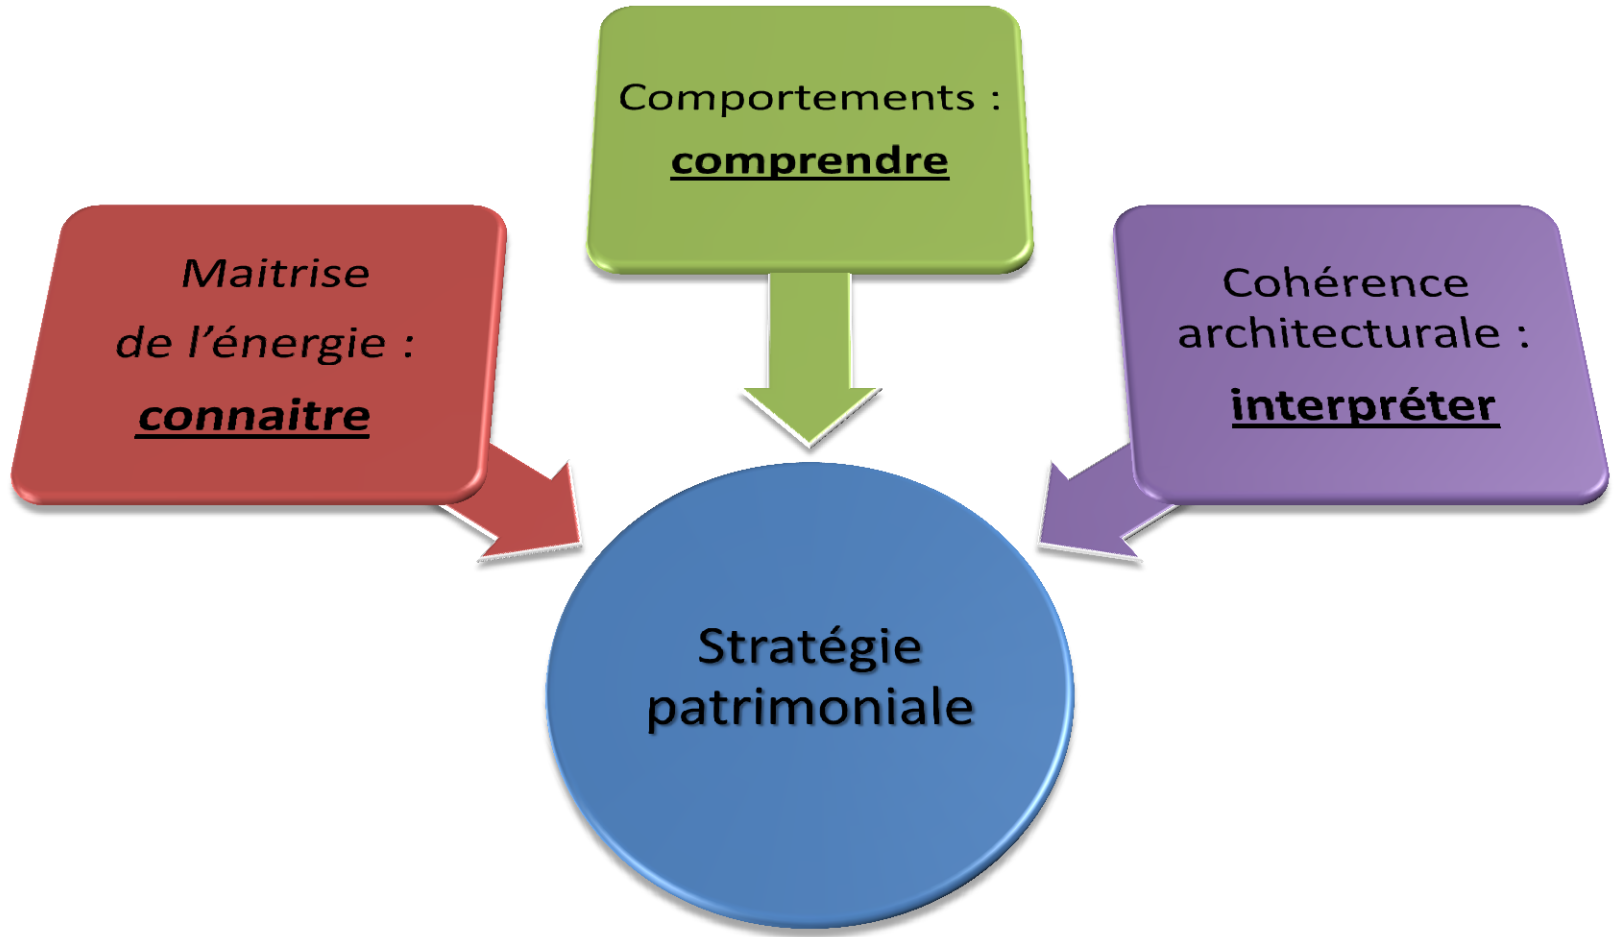 Comportements :
comprendre
Maitrise
de l’énergie :
connaitre
Cohérence
architecturale :
interpréter
Stratégie
patrimoniale